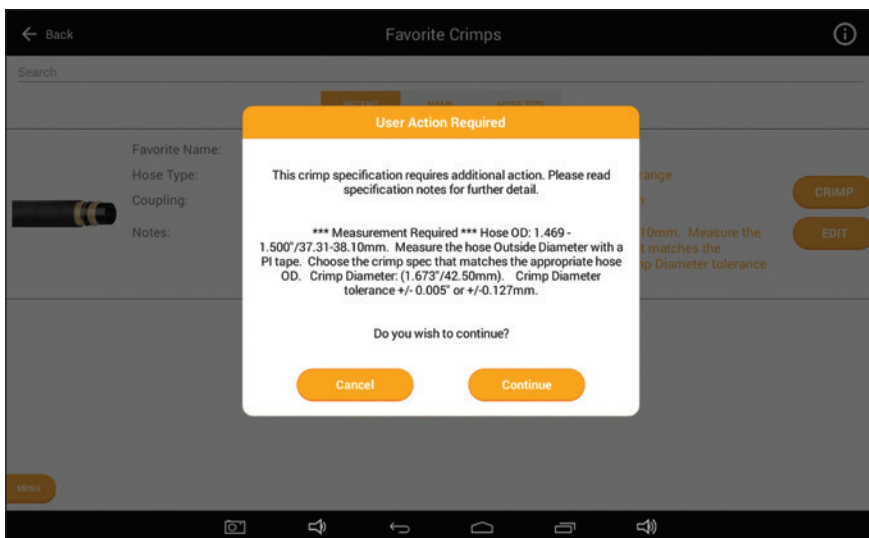 Back
Favorite Crimps
Search
RECENT NAME HOSE SIZE
User Action Required
This crimp specification requires additional action. Please read
specification notes for further detail.
*** Measurement Required *** Hose OD: 1.469 -
1.500"/37.31-38.10mm. Measure the hose Outside Diameter with a
PI tape. Choose the crimp spec that matches the appropriate hose
OD. Crimp Diameter: (1.673"/42.50mm). Crimp Diameter
tolerance +/- 0.005" or +/-0.127mm.
Do you wish to continue?
Cancel
Continue
Favorite Name:
Hose Type:
Coupling:
Notes:
10mm. Measure the
matches the
Diameter tolerance
CRIMP
EDIT
MENU